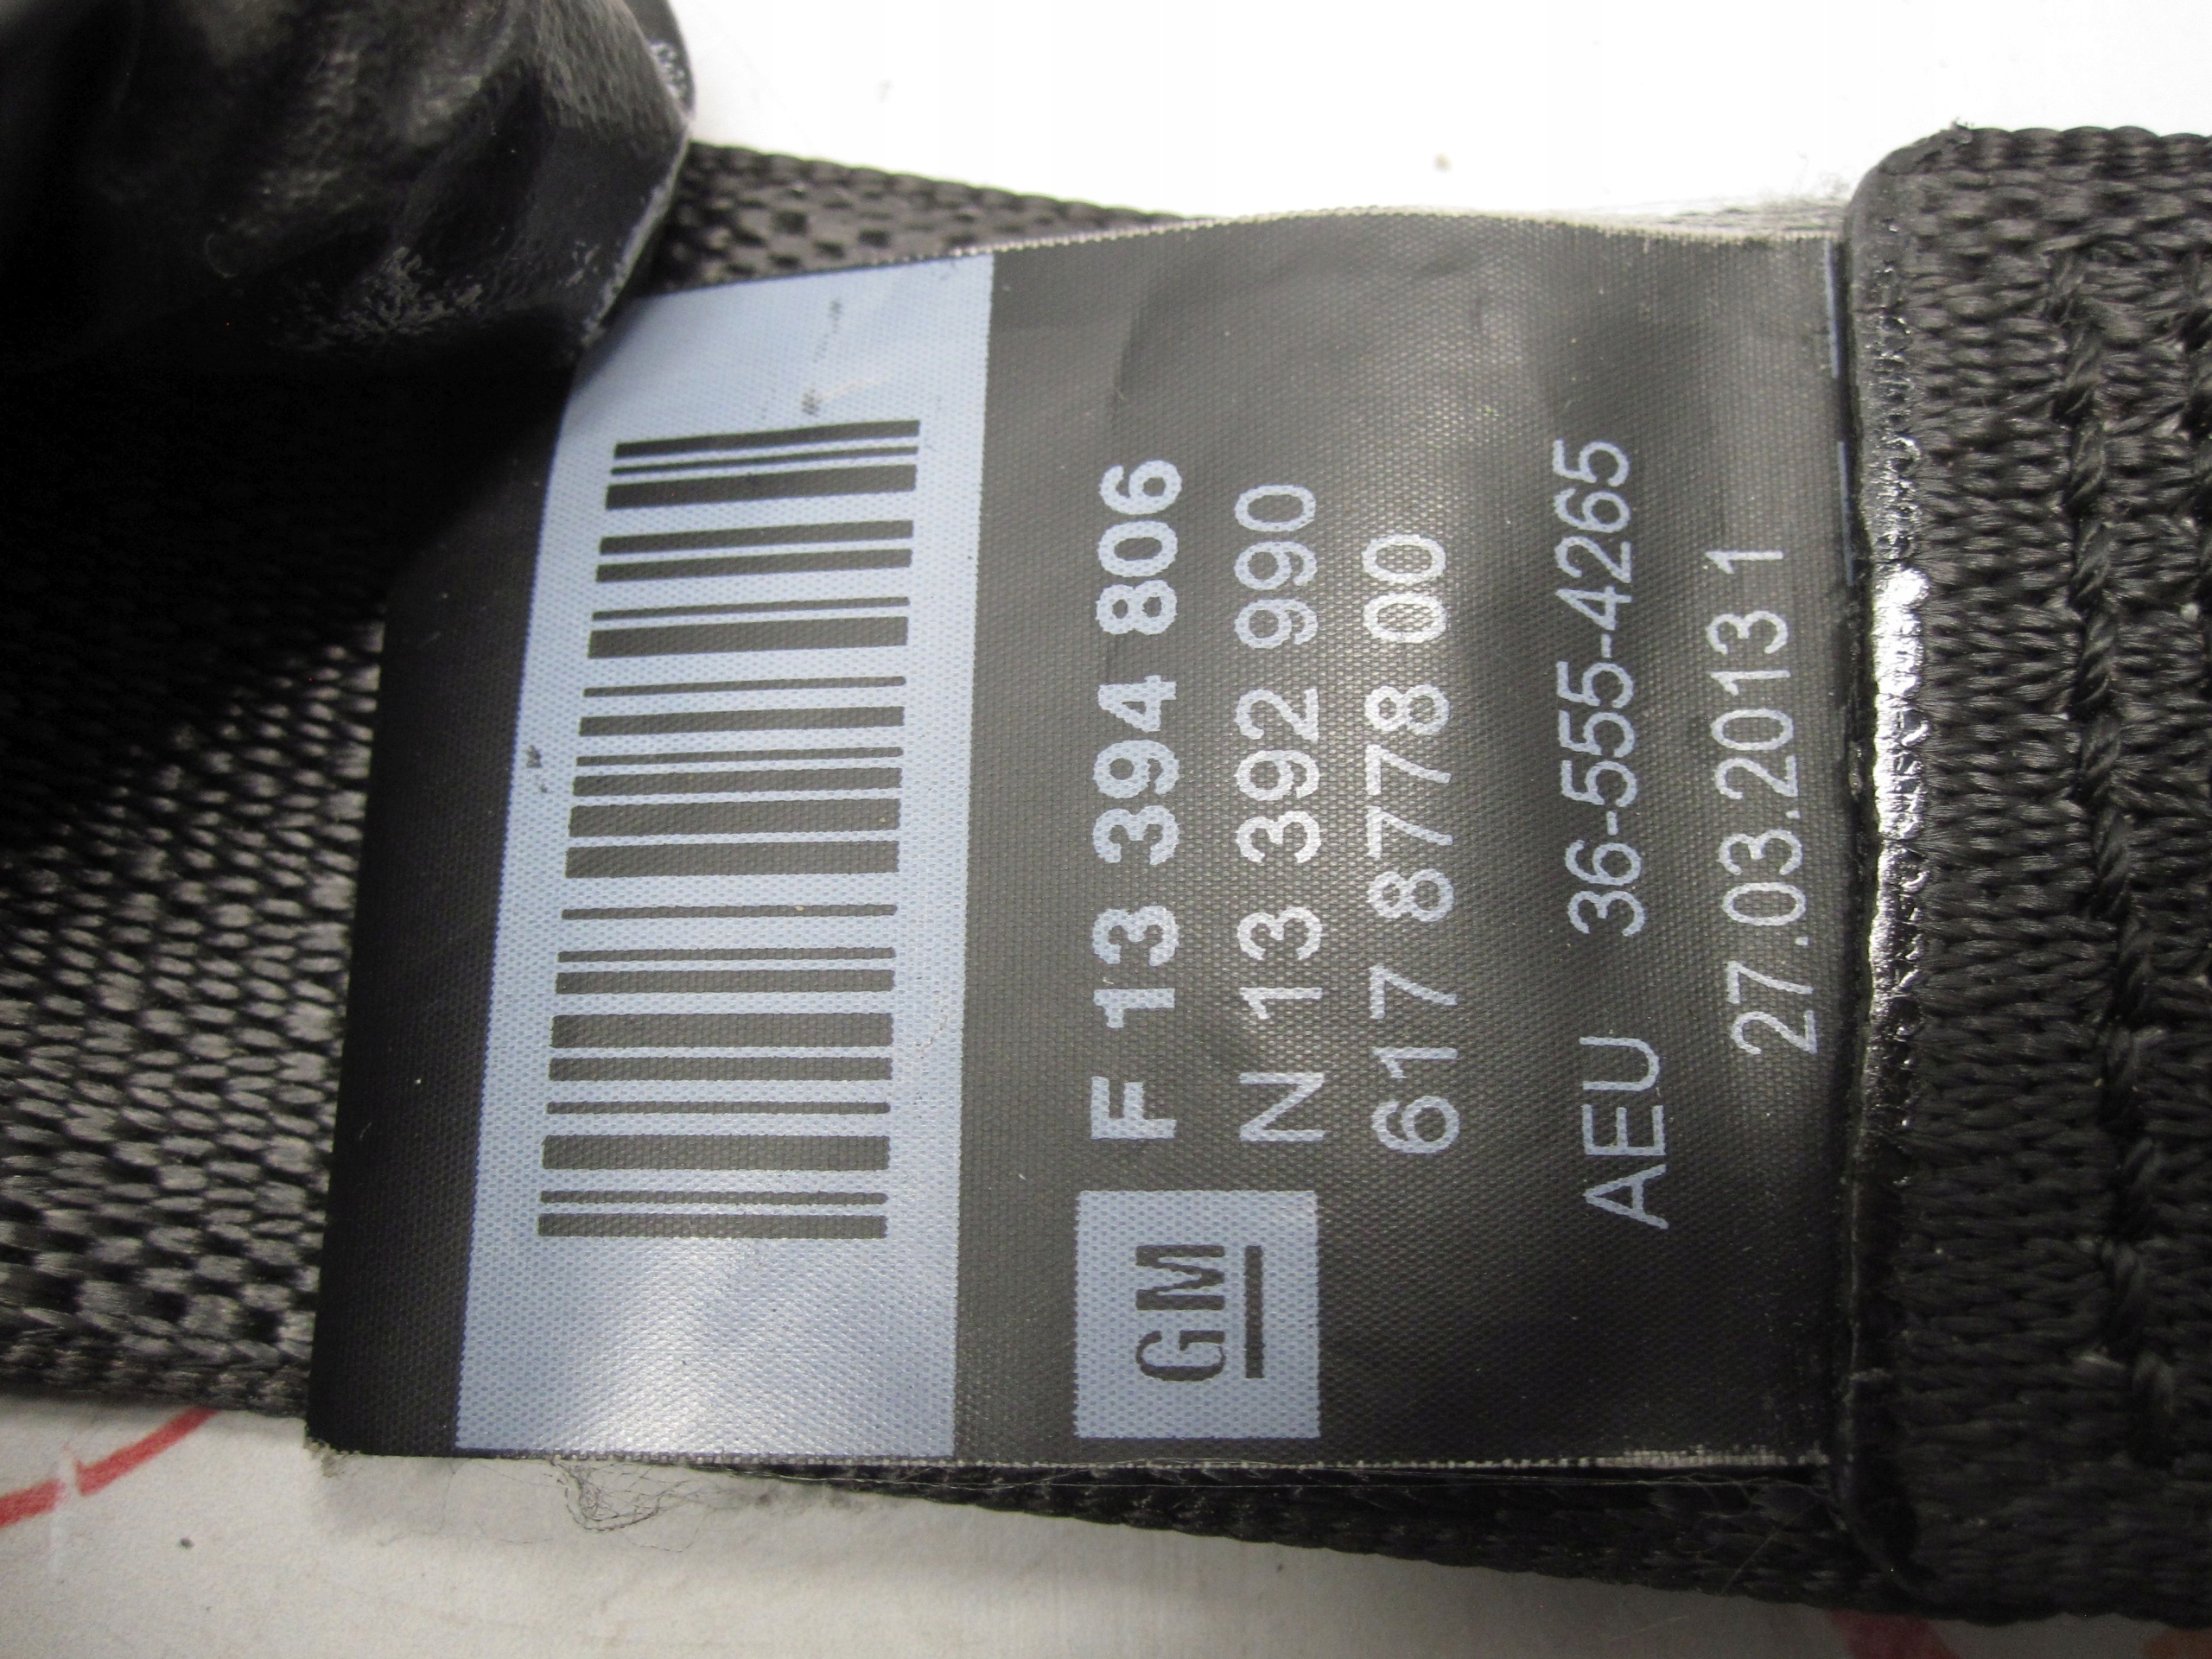 F 13 394 806
N 13 392 990
617 8778 00
GM
AEU 36-555-4265
27.03.2013 1